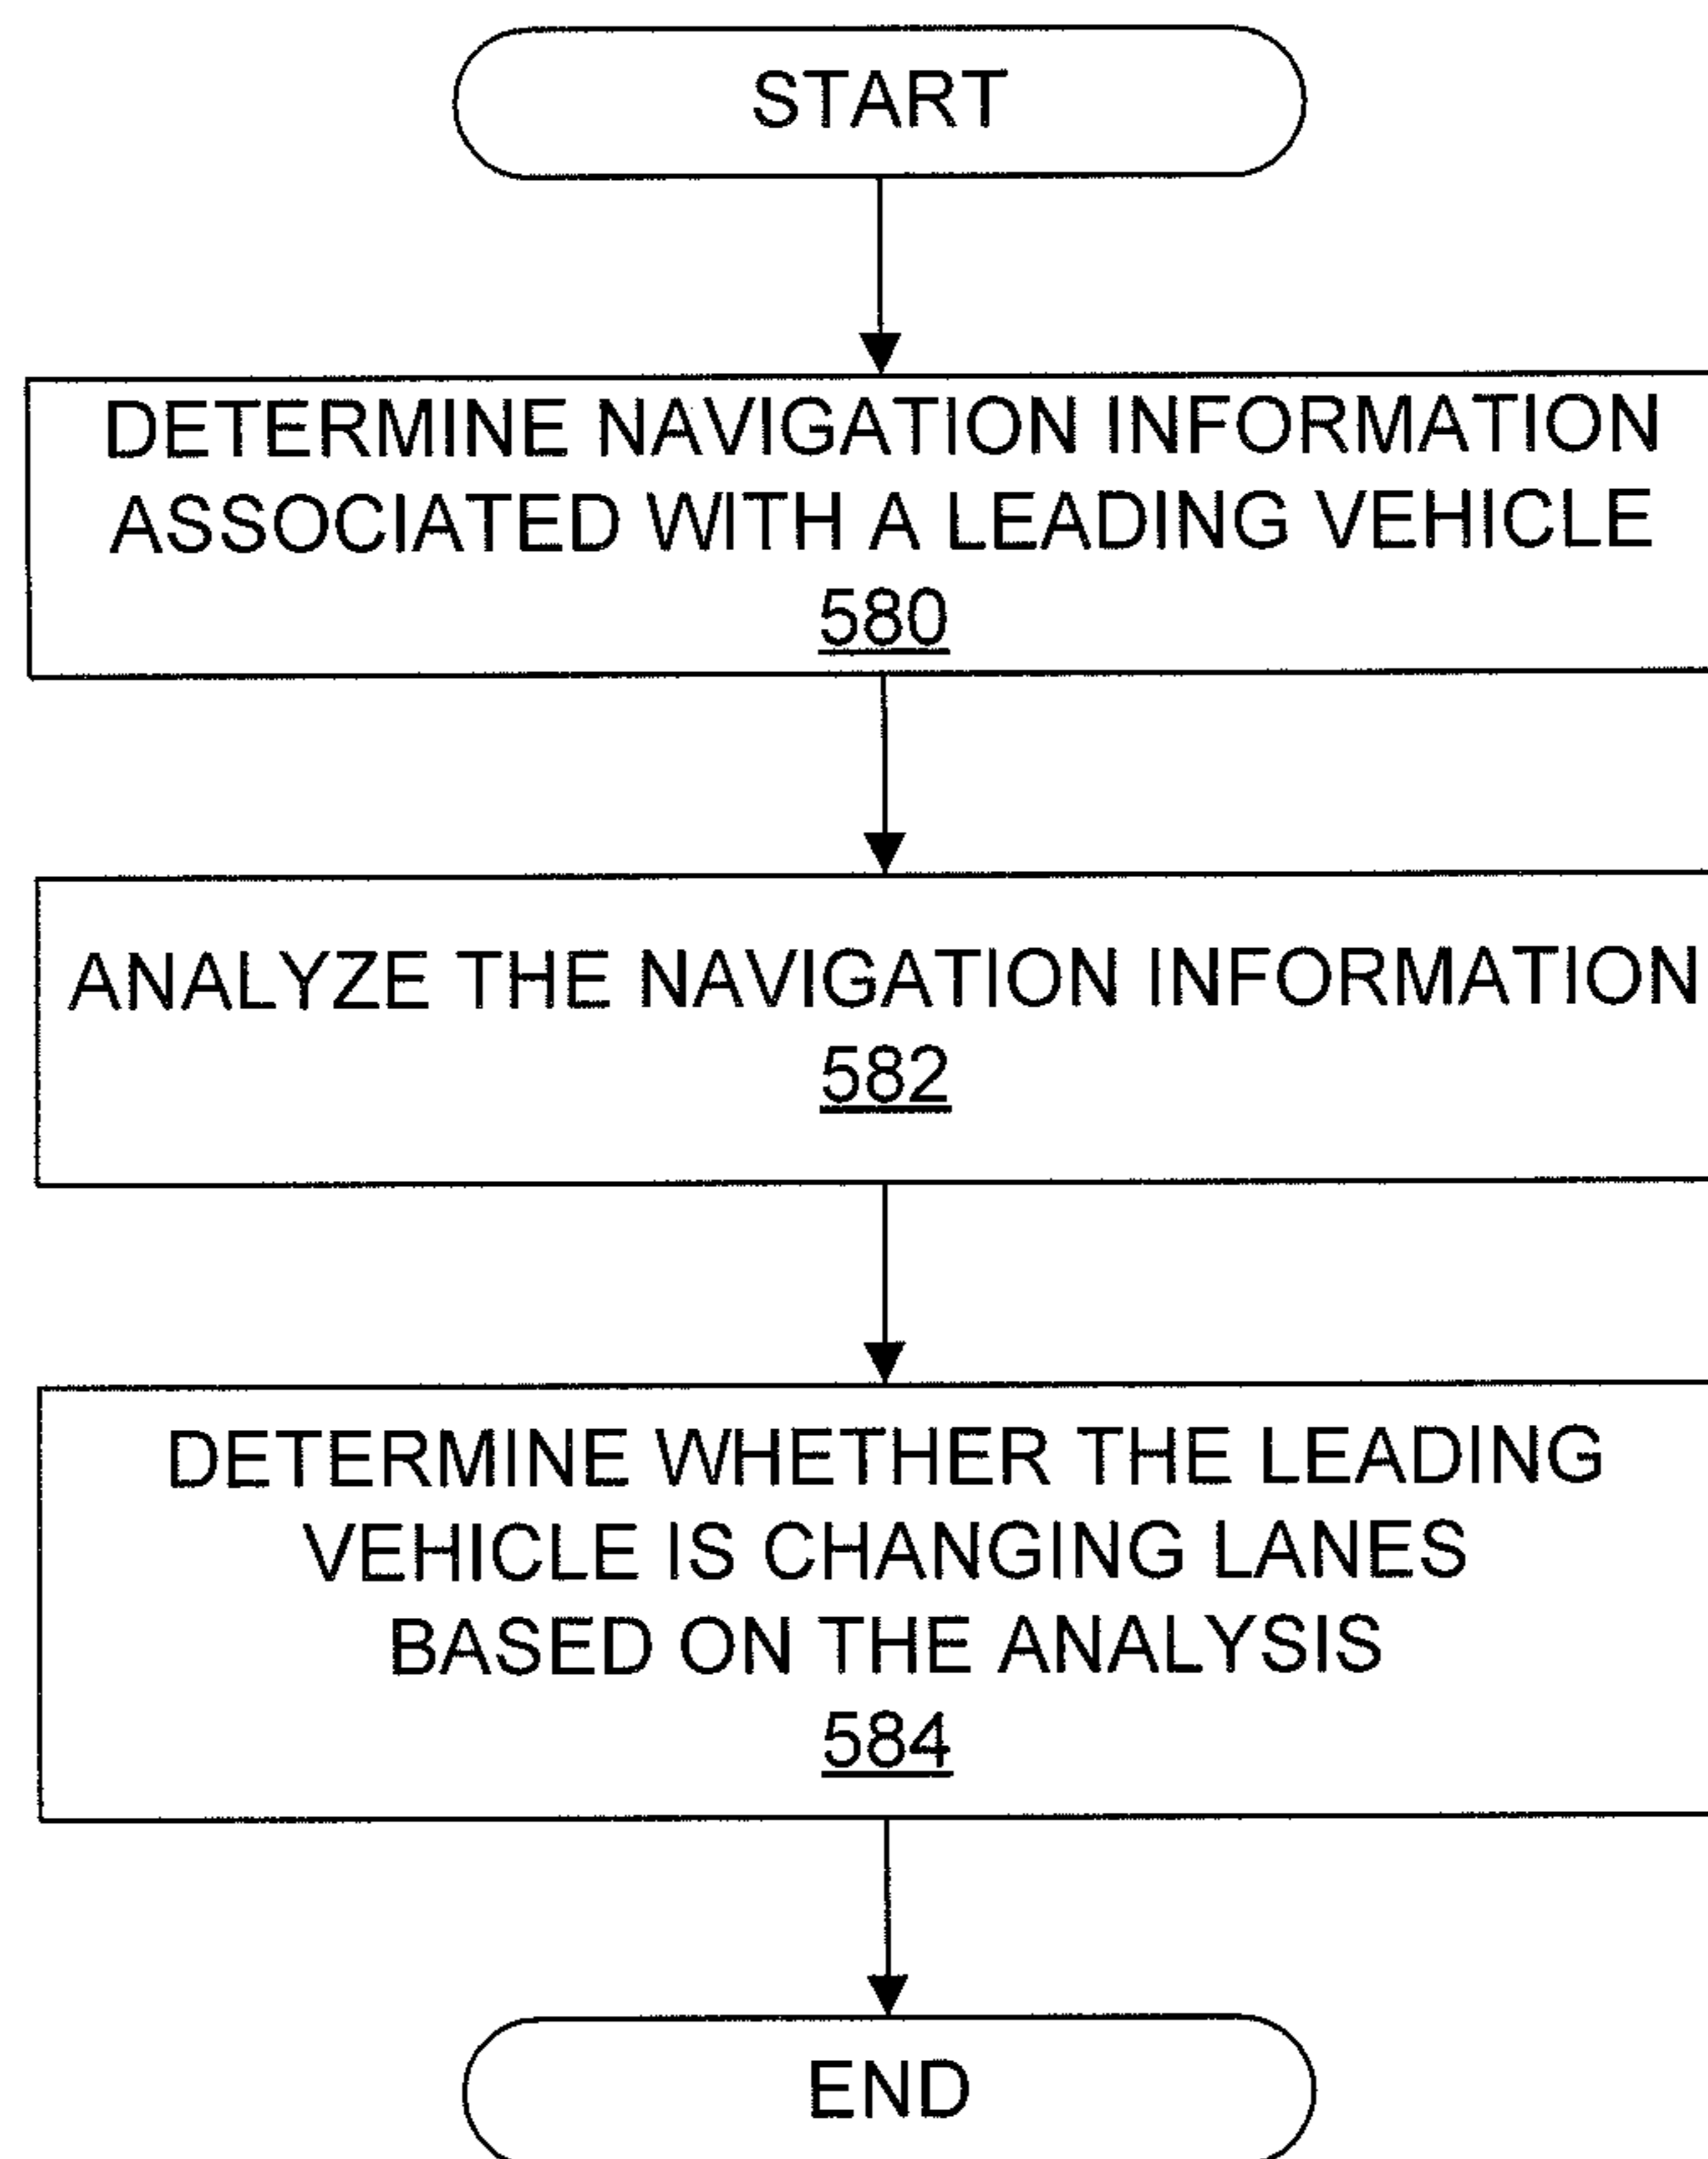 START
DETERMINE NAVIGATION INFORMATION
ASSOCIATED WITH A LEADING VEHICLE
580
ANALYZE THE NAVIGATION INFORMATION
582
DETERMINE WHETHER THE LEADING
VEHICLE IS CHANGING LANES
BASED ON THE ANALYSIS
584
END